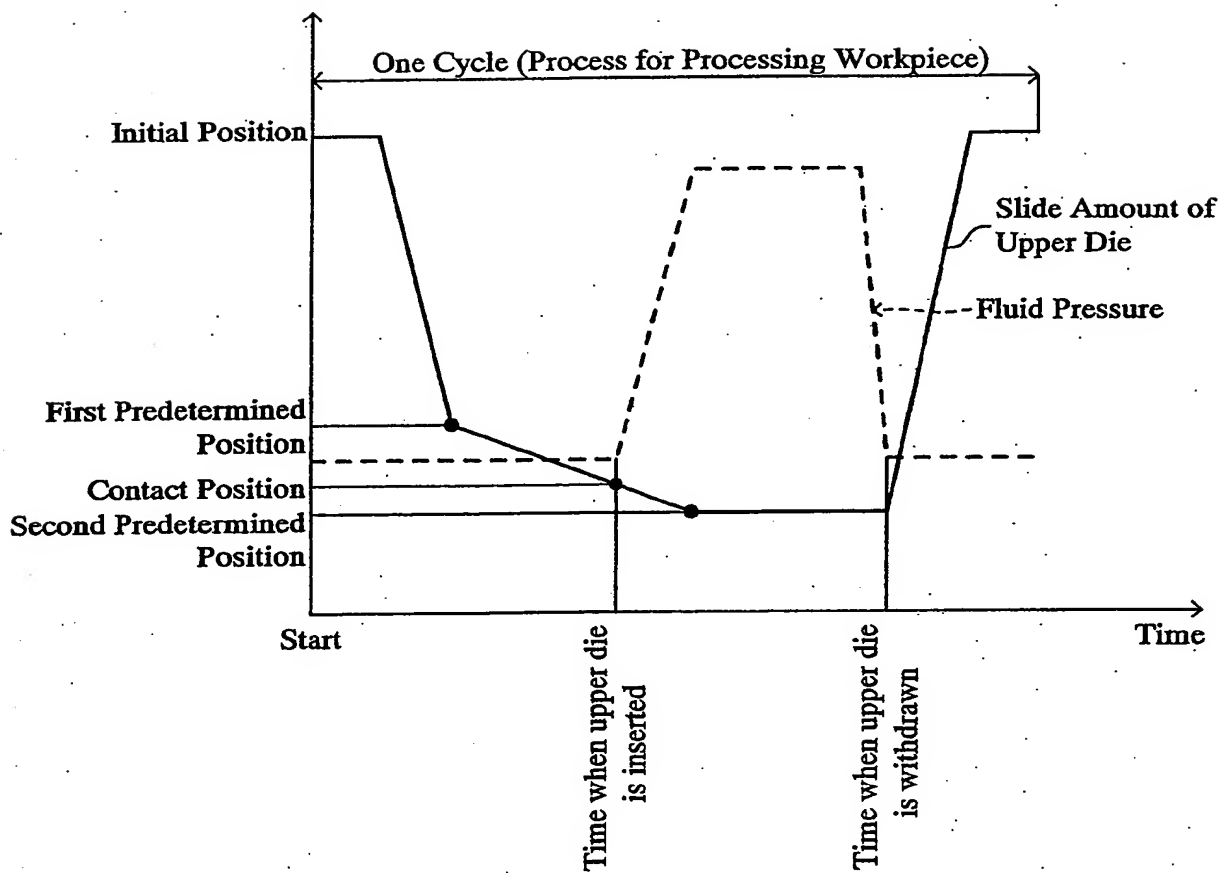 One Cycle (Process for Processing Workpiece)
Initial Position
Slide Amount of
Upper Die
Fluid Pressure
First Predetermined
Position
Contact Position
Second Predetermined
Position
Start
Time
Time when upper die
is inserted
Time when upper die
is withdrawn